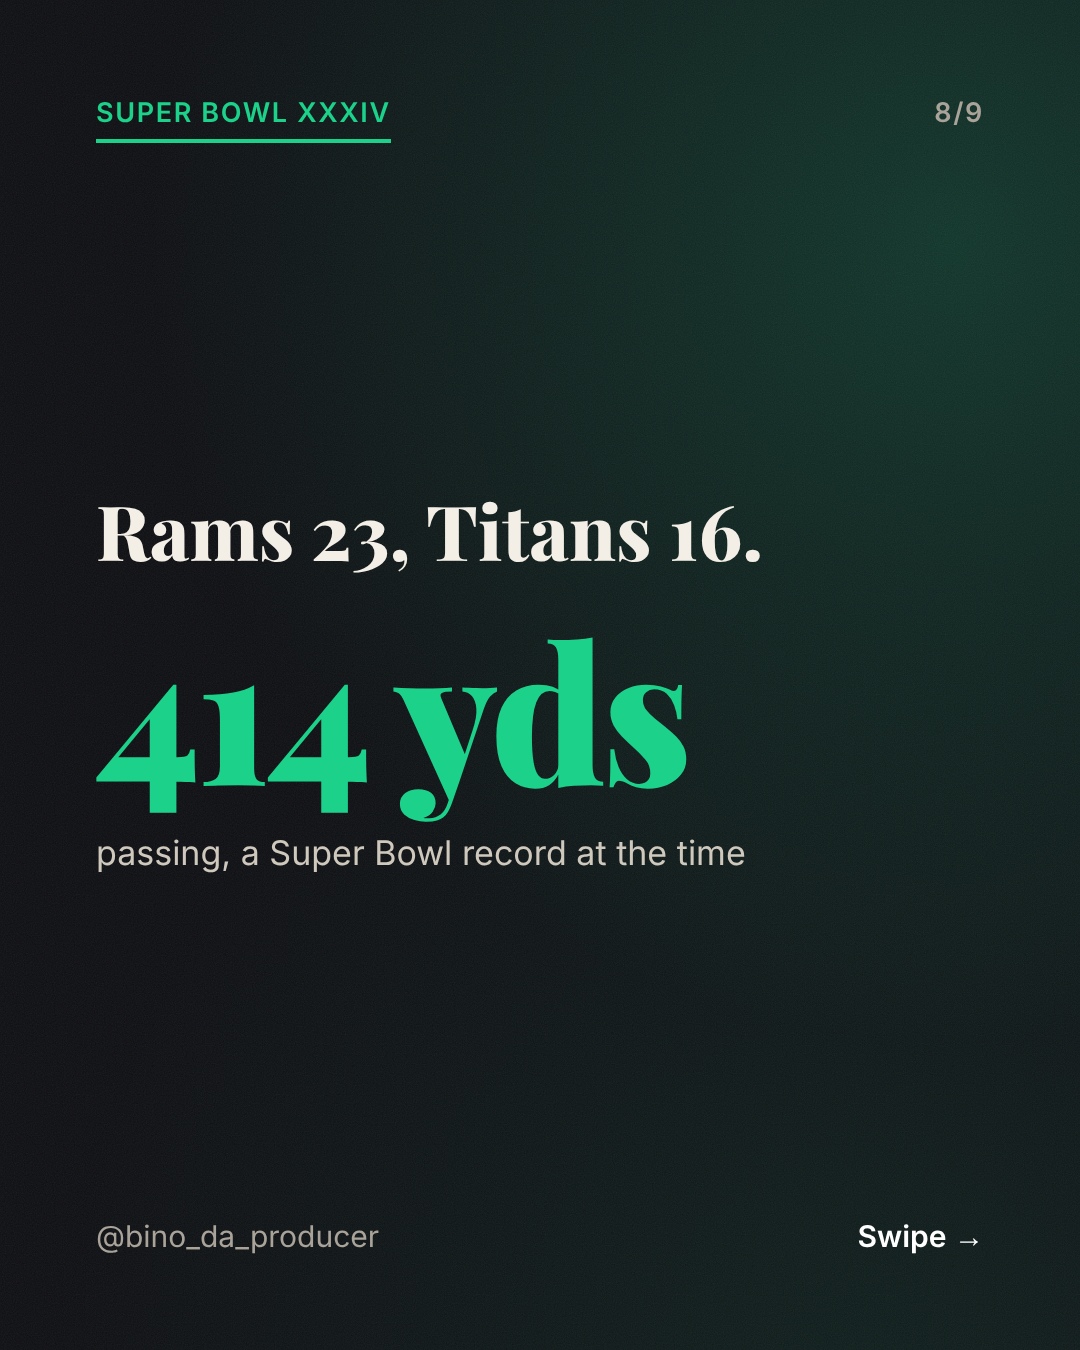 SUPER BOWL XXXIV
8/9
Rams 23, Titans 16.
414 yds
passing, a Super Bowl record at the time
@bino_da_producer
Swipe →